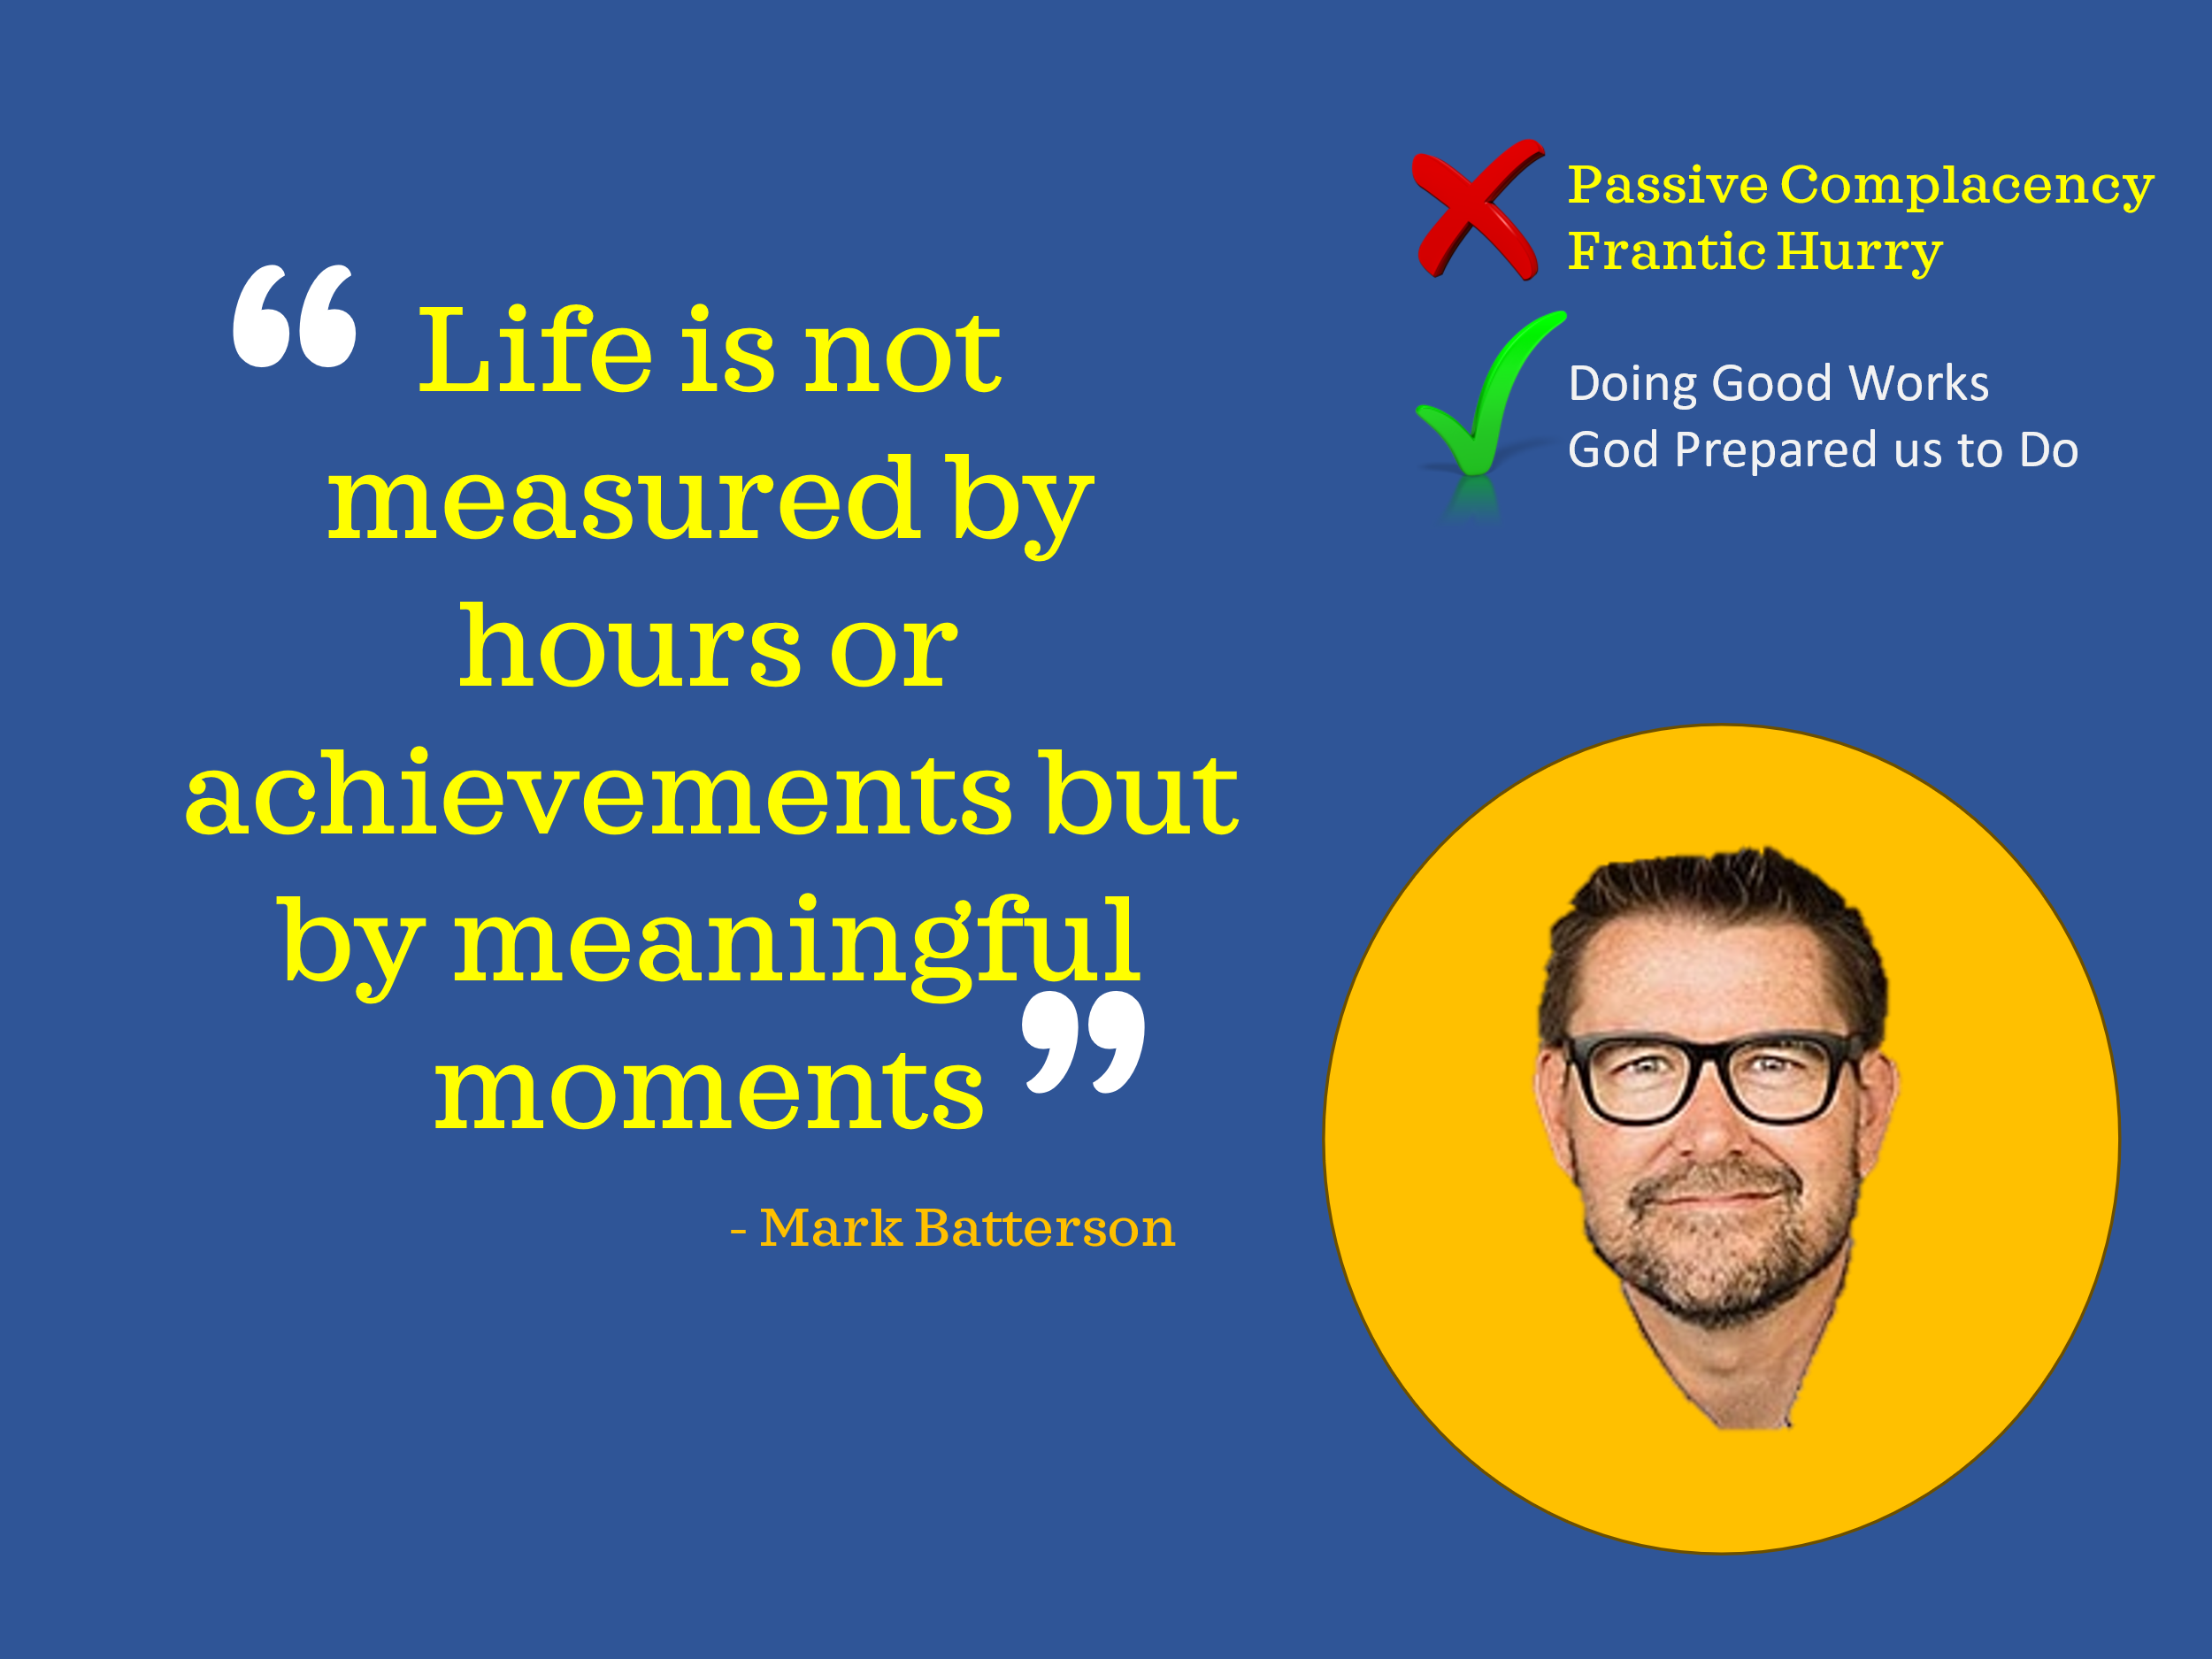 “ Life is not
measured by
hours or
achievements but
by meaningful
moments ”
- Mark Batterson
Passive Complacency
Frantic Hurry
Doing Good Works
God Prepared us to Do